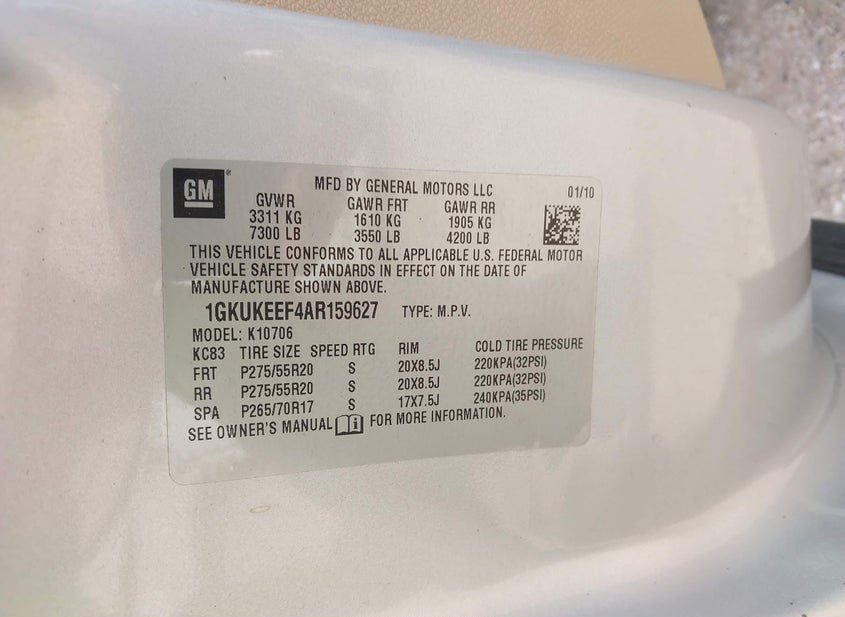 GM®
MFD BY GENERAL MOTORS LLC 01/10
GVWR GAWR FRT GAWR RR
3311 KG 1610 KG 1905 KG
7300 LB 3550 LB 4200 LB
THIS VEHICLE CONFORMS TO ALL APPLICABLE U.S. FEDERAL MOTOR
VEHICLE SAFETY STANDARDS IN EFFECT ON THE DATE OF
MANUFACTURE SHOWN ABOVE.
1GKUKEEF4AR159627 TYPE: M.P.V.
MODEL: K10706
KC83 TIRE SIZE SPEED RTG RIM COLD TIRE PRESSURE
FRT P275/55R20 S 20X8.5J 220KPA(32PSI)
RR P275/55R20 S 20X8.5J 220KPA(32PSI)
SPA P265/70R17 S 17X7.5J 240KPA(35PSI)
SEE OWNER'S MANUAL i FOR MORE INFORMATION.